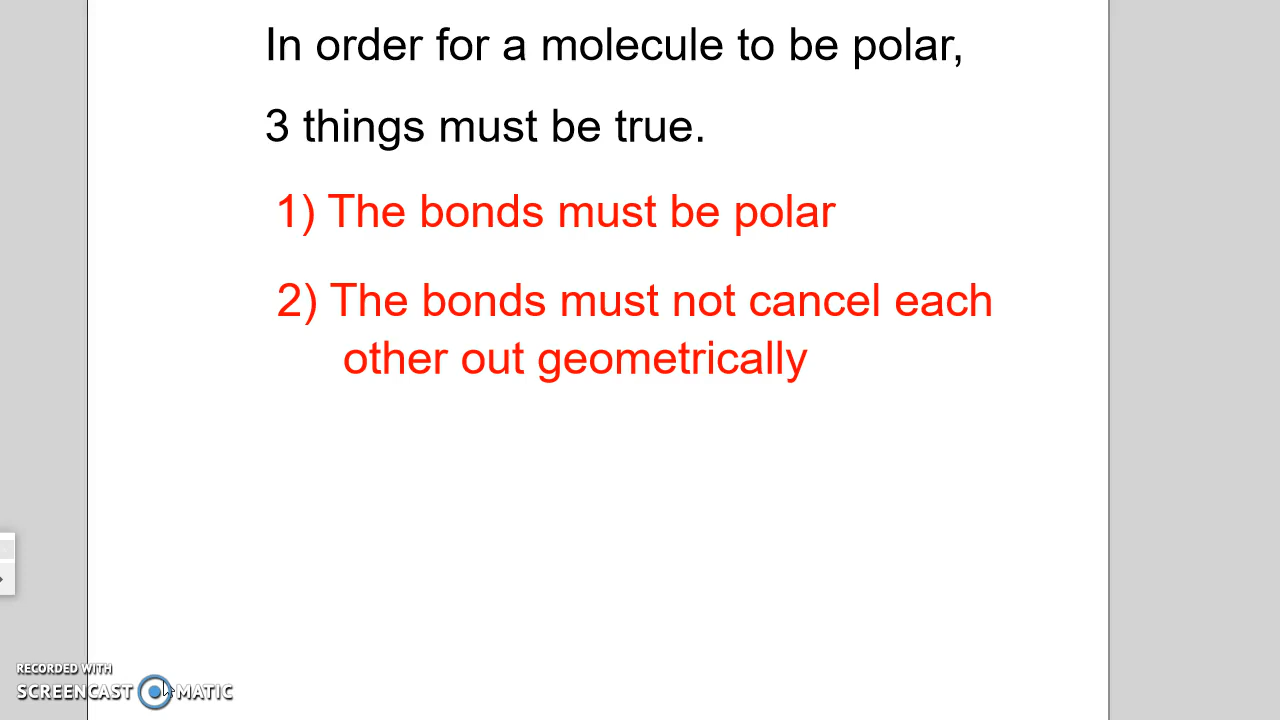 In order for a molecule to be polar,
3 things must be true.
1) The bonds must be polar
2) The bonds must not cancel each
other out geometrically
RECORDED WITH
SCREENCAST MATIC